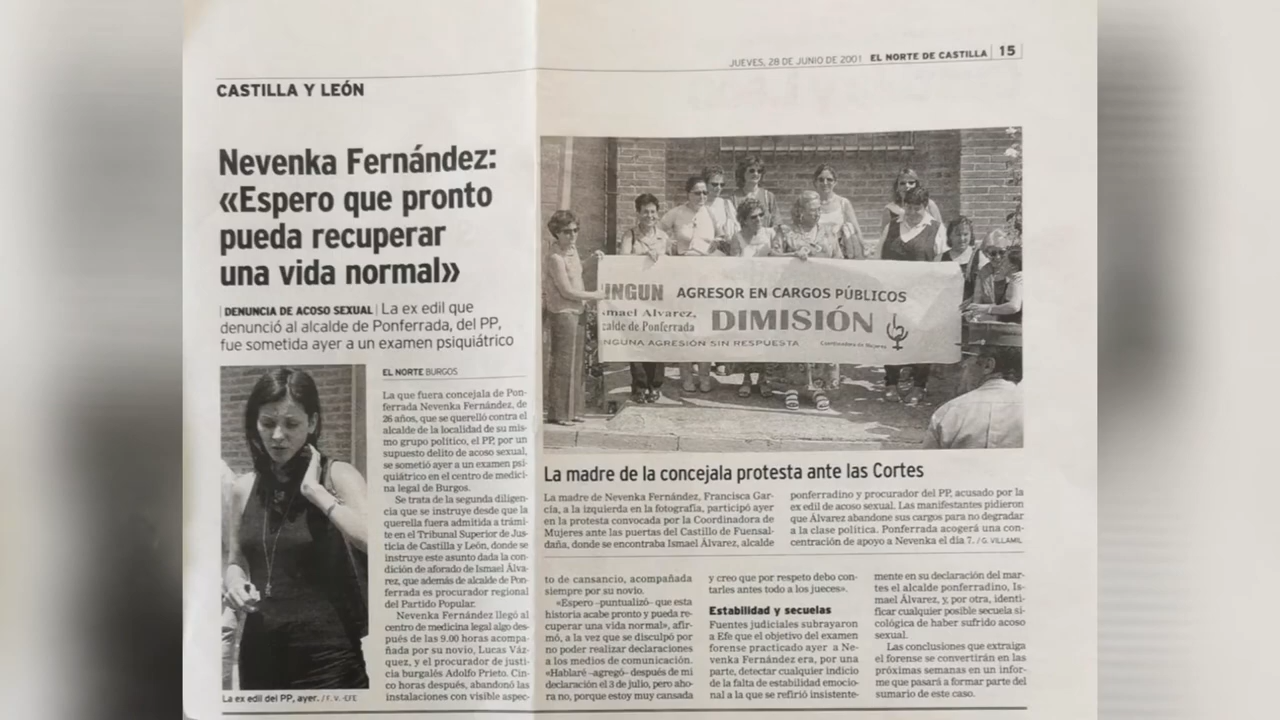 JUEVES, 28 DE JUNIO DE 2001 EL NORTE DE CASTILLA 15
CASTILLA Y LEÓN
Nevenka Fernández:
«Espero que pronto
pueda recuperar
una vida normal»
DENUNCIA DE ACOSO SEXUAL | La ex edil que
denunció al alcalde de Ponferrada, del PP,
fue sometida ayer a un examen psiquiátrico
La ex edil del PP, ayer. / F. V. -EFE
EL NORTE BURGOS
La que fuera concejala de Pon-
ferrada Nevenka Fernández, de
26 años, que se querelló contra el
alcalde de la localidad de su mis-
mo grupo político, el PP, por un
supuesto delito de acoso sexual,
se sometió ayer a un examen psi-
quiátrico en el centro de medici-
na legal de Burgos.
Se trata de la segunda diligen-
cia que se instruye desde que la
querella fuera admitida a trámi-
te en el Tribunal Superior de Jus-
ticia de Castilla y León, donde se
instruye este asunto dada la con-
dición de aforado de Ismael Álva-
rez, que además de alcalde de Pon-
ferrada es procurador regional
del Partido Popular.
Nevenka Fernández llegó al
centro de medicina legal algo des-
pués de las 9.00 horas acompa-
ñada por su novio, Lucas Váz-
quez, y el procurador de justi-
cia burgalés Adolfo Prieto. Cin-
co horas después, abandonó las
instalaciones con visible aspec-
INGUN AGRESOR EN CARGOS PÚBLICOS
smael Alvarez,
calde de Ponferrada DIMISIÓN
NGUNA AGRESIÓN SIN RESPUESTA Coordinadora de Mujeres
La madre de la concejala protesta ante las Cortes
La madre de Nevenka Fernández, Francisca Gar-
cía, a la izquierda en la fotografía, participó ayer
en la protesta convocada por la Coordinadora de
Mujeres ante las puertas del Castillo de Fuensal-
daña, donde se encontraba Ismael Álvarez, alcalde
ponferradino y procurador del PP, acusado por la
ex edil de acoso sexual. Las manifestantes pidieron
que Álvarez abandone sus cargos para no degradar
a la clase política. Ponferrada acogerá una con-
centración de apoyo a Nevenka el día 7. / G. VILLAMIL
to de cansancio, acompañada
siempre por su novio.
«Espero -puntualizó- que esta
historia acabe pronto y pueda re-
cuperar una vida normal», afir-
mó, a la vez que se disculpó por
no poder realizar declaraciones
a los medios de comunicación.
«Hablaré -agregó- después de mi
declaración el 3 de julio, pero aho-
ra no, porque estoy muy cansada
y creo que por respeto debo con-
tarles antes todo a los jueces».
Estabilidad y secuelas
Fuentes judiciales subrayaron
a Efe que el objetivo del examen
forense practicado ayer a Ne-
venka Fernández era, por una
parte, detectar cualquier indicio
de la falta de estabilidad emocio-
nal a la que se refirió insistente-
mente en su declaración del mar-
tes el alcalde ponferradino, Is-
mael Álvarez, y, por otra, identi-
ficar cualquier posible secuela si-
cológica de haber sufrido acoso
sexual.
Las conclusiones que extraiga
el forense se convertirán en las
próximas semanas en un infor-
me que pasará a formar parte del
sumario de este caso.